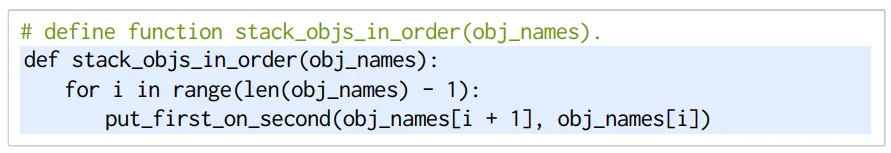 # define function stack_objs_in_order(obj_names).
def stack_objs_in_order(obj_names):
    for i in range(len(obj_names) - 1):
        put_first_on_second(obj_names[i + 1], obj_names[i])